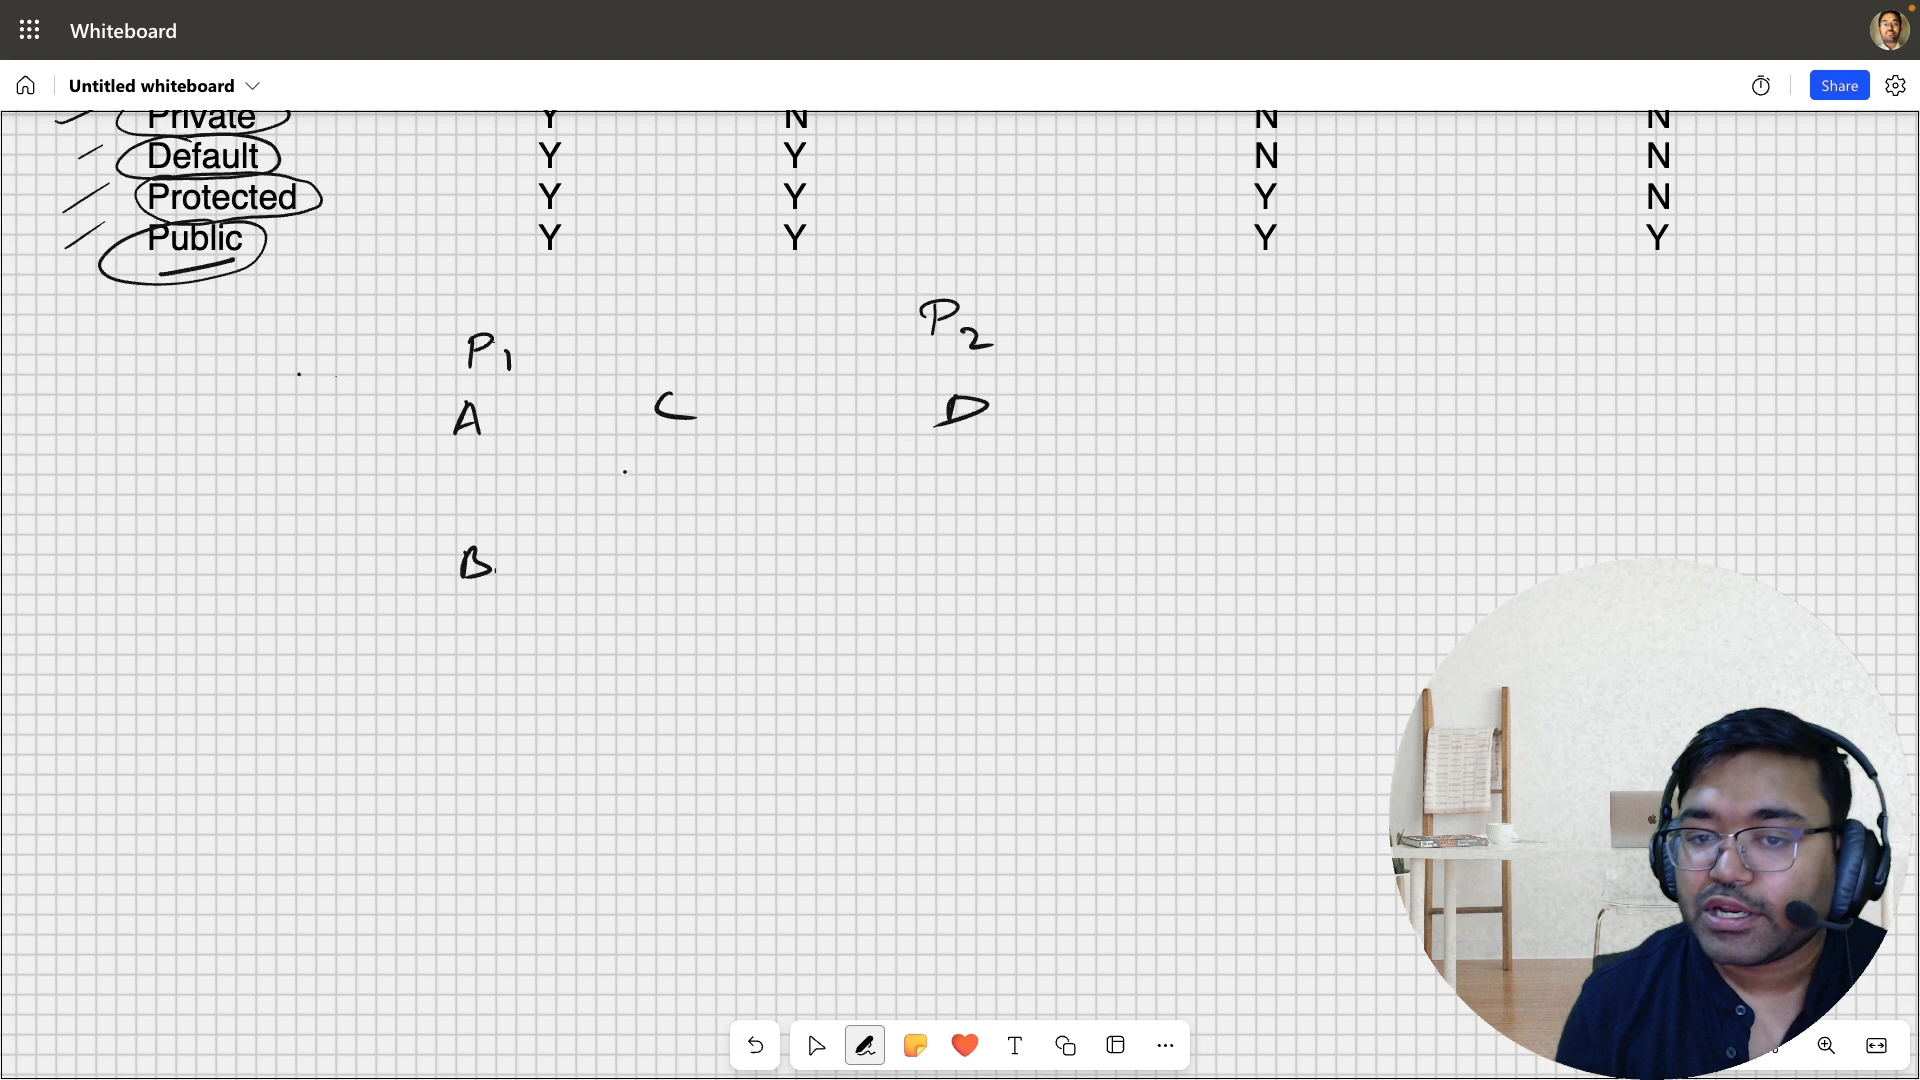 Whiteboard
Untitled whiteboard
Share
Private Y N N N
Default Y Y N N
Protected Y Y Y N
Public Y Y Y Y
P1 P2
A C D
B
T